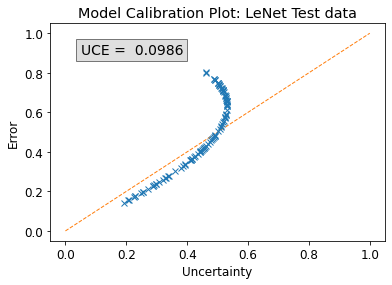 Model Calibration Plot: LeNet Test data
UCE =  0.0986
1.0
0.8
0.6
0.4
0.2
0.0
Error
0.0 0.2 0.4 0.6 0.8 1.0
Uncertainty